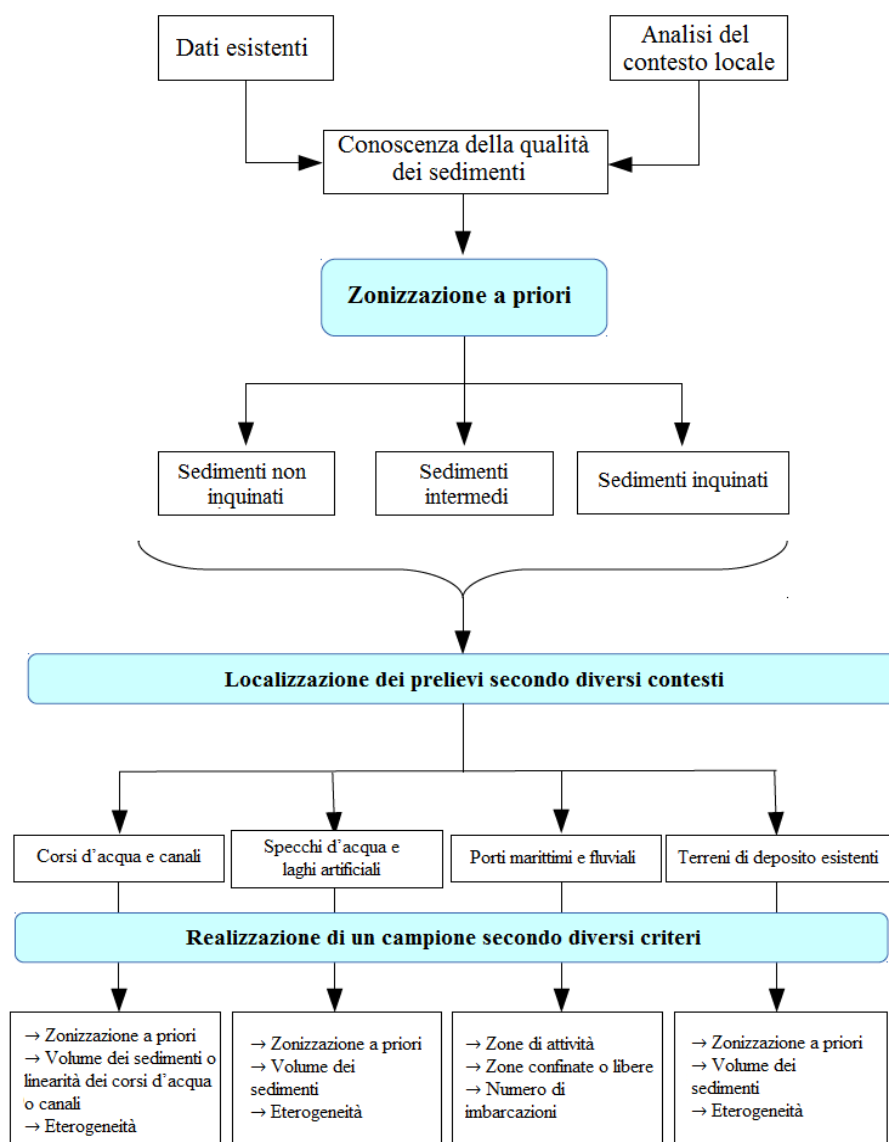 Dati esistenti
Analisi del
contesto locale
Conoscenza della qualità
dei sedimenti
Zonizzazione a priori
Sedimenti non
inquinati
Sedimenti
intermedi
Sedimenti inquinati
Localizzazione dei prelievi secondo diversi contesti
Corsi d'acqua e canali
Specchi d'acqua e
laghi artificiali
Porti marittimi e fluviali
Terreni di deposito esistenti
Realizzazione di un campione secondo diversi criteri
→ Zonizzazione a priori
→ Volume dei sedimenti o
linearità dei corsi d'acqua
o canali
→ Eterogeneità
→ Zonizzazione a priori
→ Volume dei
sedimenti
→ Eterogeneità
→ Zone di attività
→ Zone confinate o libere
→ Numero di
imbarcazioni
→ Zonizzazione a priori
→ Volume dei
sedimenti
→ Eterogeneità